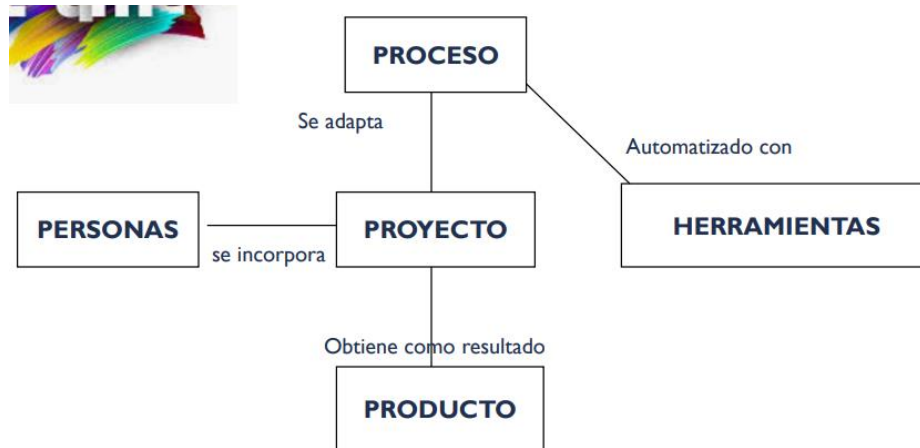 PROCESO
Se adapta
Automatizado con
PERSONAS
PROYECTO
HERRAMIENTAS
se incorpora
Obtiene como resultado
PRODUCTO